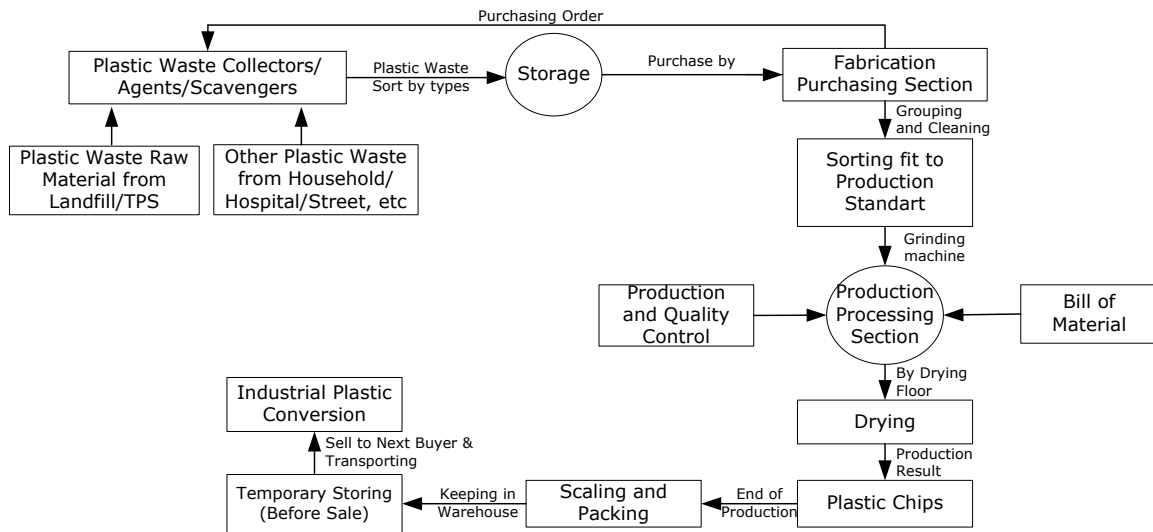 Purchasing Order
Plastic Waste Collectors/
Agents/Scavengers
Plastic Waste
Sort by types
Storage
Purchase by
Fabrication
Purchasing Section
Grouping
and Cleaning
Plastic Waste Raw
Material from
Landfill/TPS
Other Plastic Waste
from Household/
Hospital/Street, etc
Sorting fit to
Production
Standart
Grinding
machine
Production
and Quality
Control
Production
Processing
Section
Bill of
Material
By Drying
Floor
Industrial Plastic
Conversion
Drying
Sell to Next Buyer &
Transporting
Production
Result
Temporary Storing
(Before Sale)
Keeping in
Warehouse
Scaling and
Packing
End of
Production
Plastic Chips